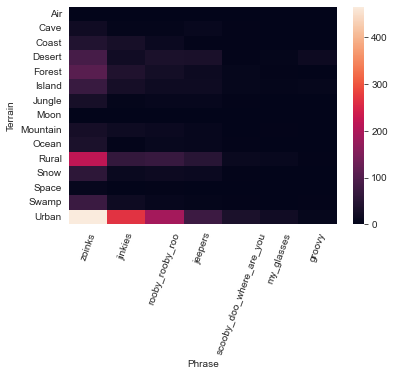 Terrain
Air
Cave
Coast
Desert
Forest
Island
Jungle
Moon
Mountain
Ocean
Rural
Snow
Space
Swamp
Urban
zoinks
jinkies
rooby_rooby_roo
jeepers
scooby_doo_where_are_you
my_glasses
groovy
Phrase
400
300
200
100
0